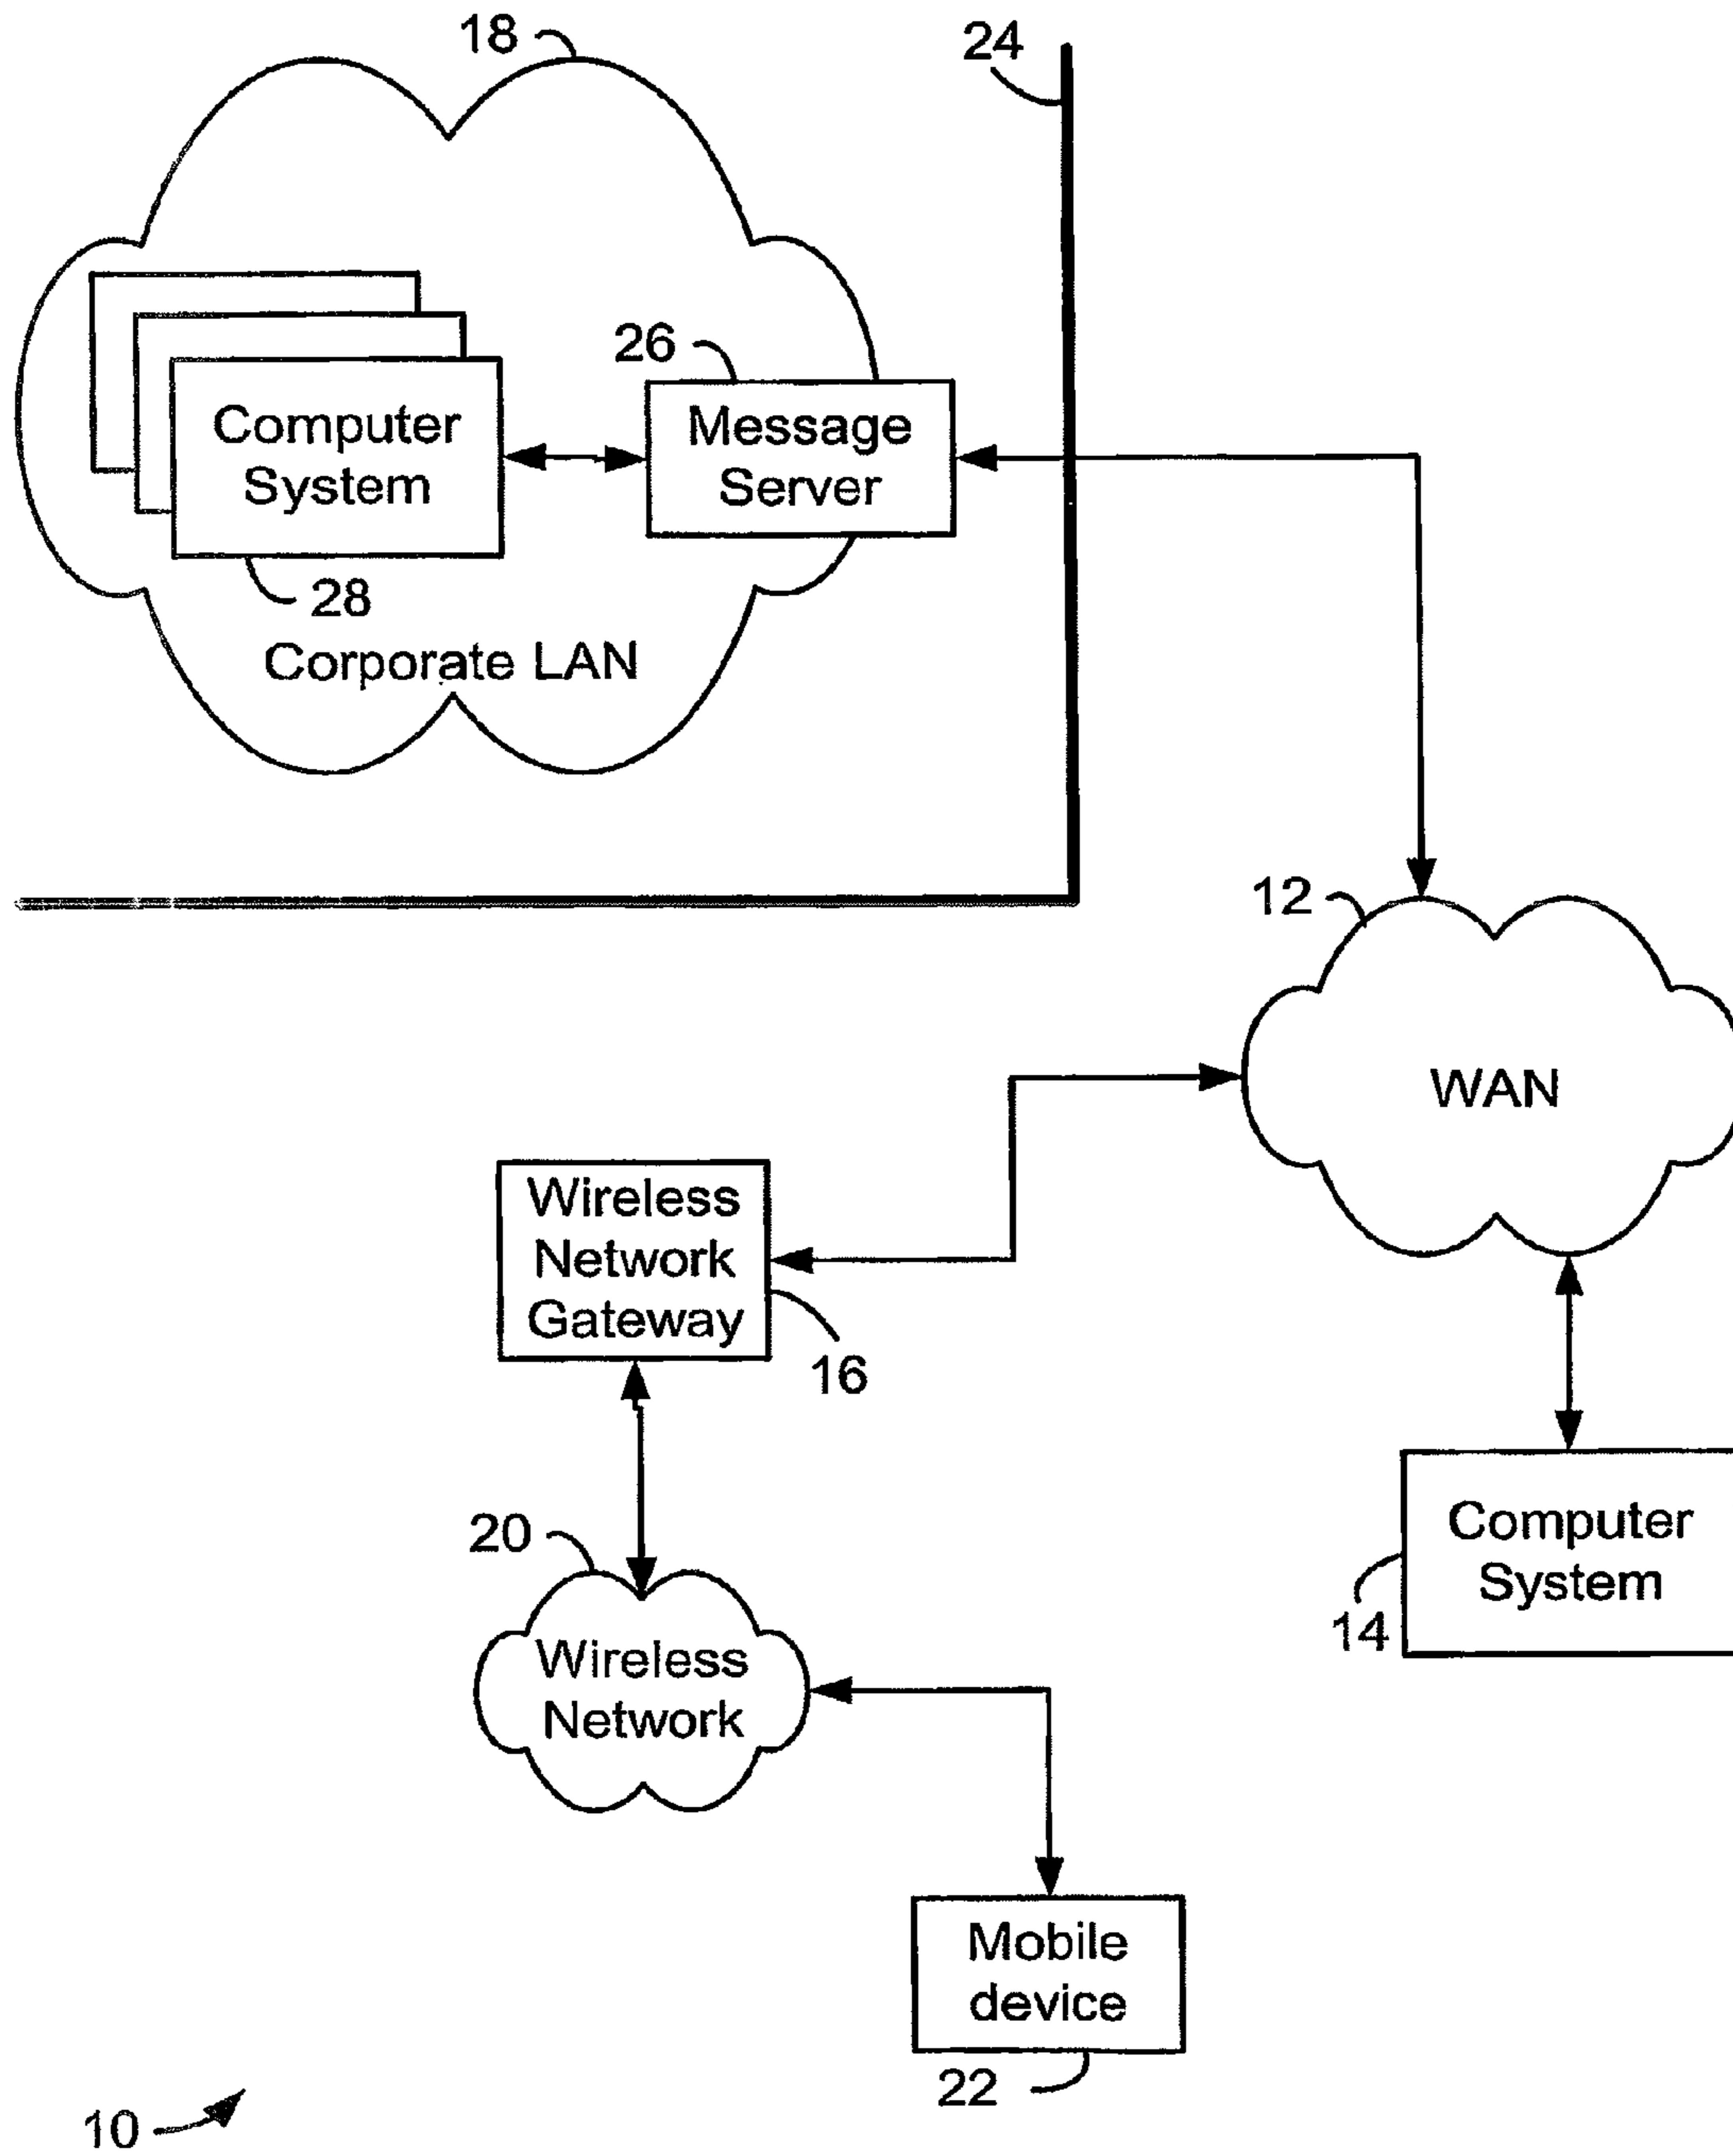 18
24
26
Computer
System
Message
Server
28
Corporate LAN
12
WAN
Wireless
Network
Gateway
16
20
Computer
System
14
Wireless
Network
Mobile
device
22
10